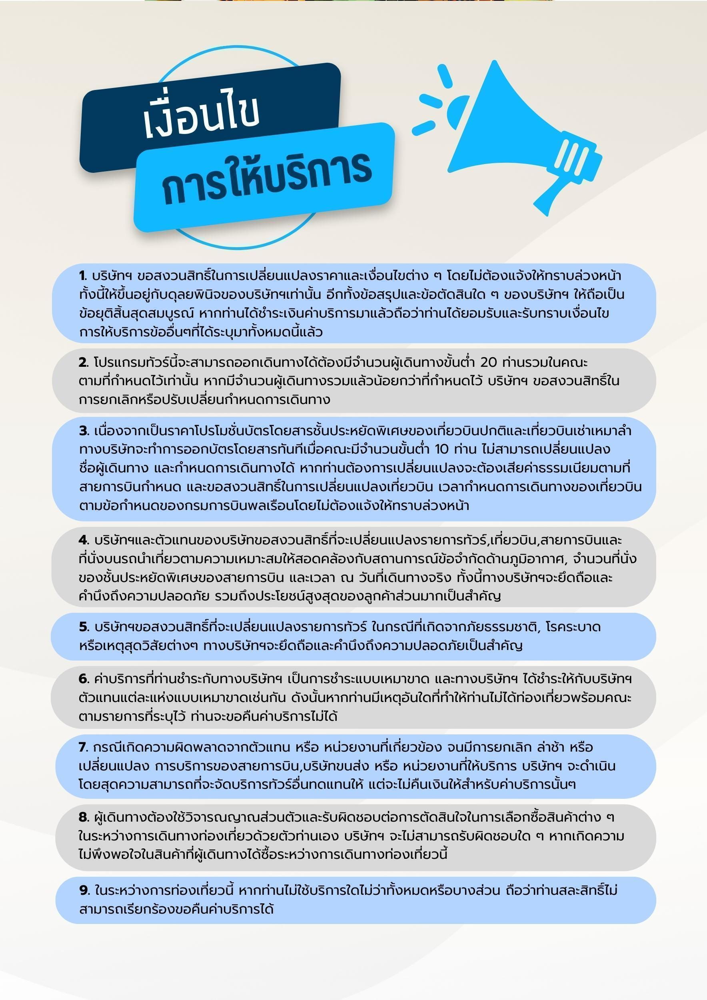 เงื่อนไข
การให้บริการ
1. บริษัทฯ ขอสงวนสิทธิ์ในการเปลี่ยนแปลงราคาและเงื่อนไขต่าง ๆ โดยไม่ต้องแจ้งให้ทราบล่วงหน้า
ทั้งนี้ให้ขึ้นอยู่กับดุลยพินิจของบริษัทฯเท่านั้น อีกทั้งข้อสรุปและข้อตัดสินใด ๆ ของบริษัทฯ ให้ถือเป็น
ข้อยุติสิ้นสุดสมบูรณ์ หากท่านได้ชำระเงินค่าบริการมาแล้วถือว่าท่านได้ยอมรับและรับทราบเงื่อนไข
การให้บริการข้ออื่นๆที่ได้ระบุมาทั้งหมดนี้แล้ว
2. โปรแกรมทัวร์นี้จะสามารถออกเดินทางได้ต้องมีจำนวนผู้เดินทางขั้นต่ำ 20 ท่านรวมในคณะ
ตามที่กำหนดไว้เท่านั้น หากมีจำนวนผู้เดินทางรวมแล้วน้อยกว่าที่กำหนดไว้ บริษัทฯ ขอสงวนสิทธิ์ใน
การยกเลิกหรือปรับเปลี่ยนกำหนดการเดินทาง
3. เนื่องจากเป็นราคาโปรโมชั่นบัตรโดยสารชั้นประหยัดพิเศษของเที่ยวบินปกติและเที่ยวบินเช่าเหมาลำ
ทางบริษัทจะทำการออกบัตรโดยสารทันทีเมื่อคณะมีจำนวนขั้นต่ำ 10 ท่าน ไม่สามารถเปลี่ยนแปลง
ชื่อผู้เดินทาง และกำหนดการเดินทางได้ หากท่านต้องการเปลี่ยนแปลงจะต้องเสียค่าธรรมเนียมตามที่
สายการบินกำหนด และขอสงวนสิทธิ์ในการเปลี่ยนแปลงเที่ยวบิน เวลากำหนดการเดินทางของเที่ยวบิน
ตามข้อกำหนดของกรมการบินพลเรือนโดยไม่ต้องแจ้งให้ทราบล่วงหน้า
4. บริษัทฯและตัวแทนของบริษัทขอสงวนสิทธิ์ที่จะเปลี่ยนแปลงรายการทัวร์,เที่ยวบิน,สายการบินและ
ที่นั่งบนรถนำเที่ยวตามความเหมาะสมให้สอดคล้องกับสถานการณ์ข้อจำกัดด้านภูมิอากาศ, จำนวนที่นั่ง
ของชั้นประหยัดพิเศษของสายการบิน และเวลา ณ วันที่เดินทางจริง ทั้งนี้ทางบริษัทฯจะยึดถือและ
คำนึงถึงความปลอดภัย รวมถึงประโยชน์สูงสุดของลูกค้าส่วนมากเป็นสำคัญ
5. บริษัทฯขอสงวนสิทธิ์ที่จะเปลี่ยนแปลงรายการทัวร์ ในกรณีที่เกิดจากภัยธรรมชาติ, โรคระบาด
หรือเหตุสุดวิสัยต่างๆ ทางบริษัทฯจะยึดถือและคำนึงถึงความปลอดภัยเป็นสำคัญ
6. ค่าบริการที่ท่านชำระกับทางบริษัทฯ เป็นการชำระแบบเหมาขาด และทางบริษัทฯ ได้ชำระให้กับบริษัทฯ
ตัวแทนแต่ละแห่งแบบเหมาขาดเช่นกัน ดังนั้นหากท่านมีเหตุอันใดที่ทำให้ท่านไม่ได้ท่องเที่ยวพร้อมคณะ
ตามรายการที่ระบุไว้ ท่านจะขอคืนค่าบริการไม่ได้
7. กรณีเกิดความผิดพลาดจากตัวแทน หรือ หน่วยงานที่เกี่ยวข้อง จนมีการยกเลิก ล่าช้า หรือ
เปลี่ยนแปลง การบริการของสายการบิน,บริษัทขนส่ง หรือ หน่วยงานที่ให้บริการ บริษัทฯ จะดำเนิน
โดยสุดความสามารถที่จะจัดบริการทัวร์อื่นทดแทนให้ แต่จะไม่คืนเงินให้สำหรับค่าบริการนั้นๆ
8. ผู้เดินทางต้องใช้วิจารณญาณส่วนตัวและรับผิดชอบต่อการตัดสินใจในการเลือกซื้อสินค้าต่าง ๆ
ในระหว่างการเดินทางท่องเที่ยวด้วยตัวท่านเอง บริษัทฯ จะไม่สามารถรับผิดชอบใด ๆ หากเกิดความ
ไม่พึงพอใจในสินค้าที่ผู้เดินทางได้ซื้อระหว่างการเดินทางท่องเที่ยวนี้
9. ในระหว่างการท่องเที่ยวนี้ หากท่านไม่ใช้บริการใดไม่ว่าทั้งหมดหรือบางส่วน ถือว่าท่านสละสิทธิ์ไม่
สามารถเรียกร้องขอคืนค่าบริการได้